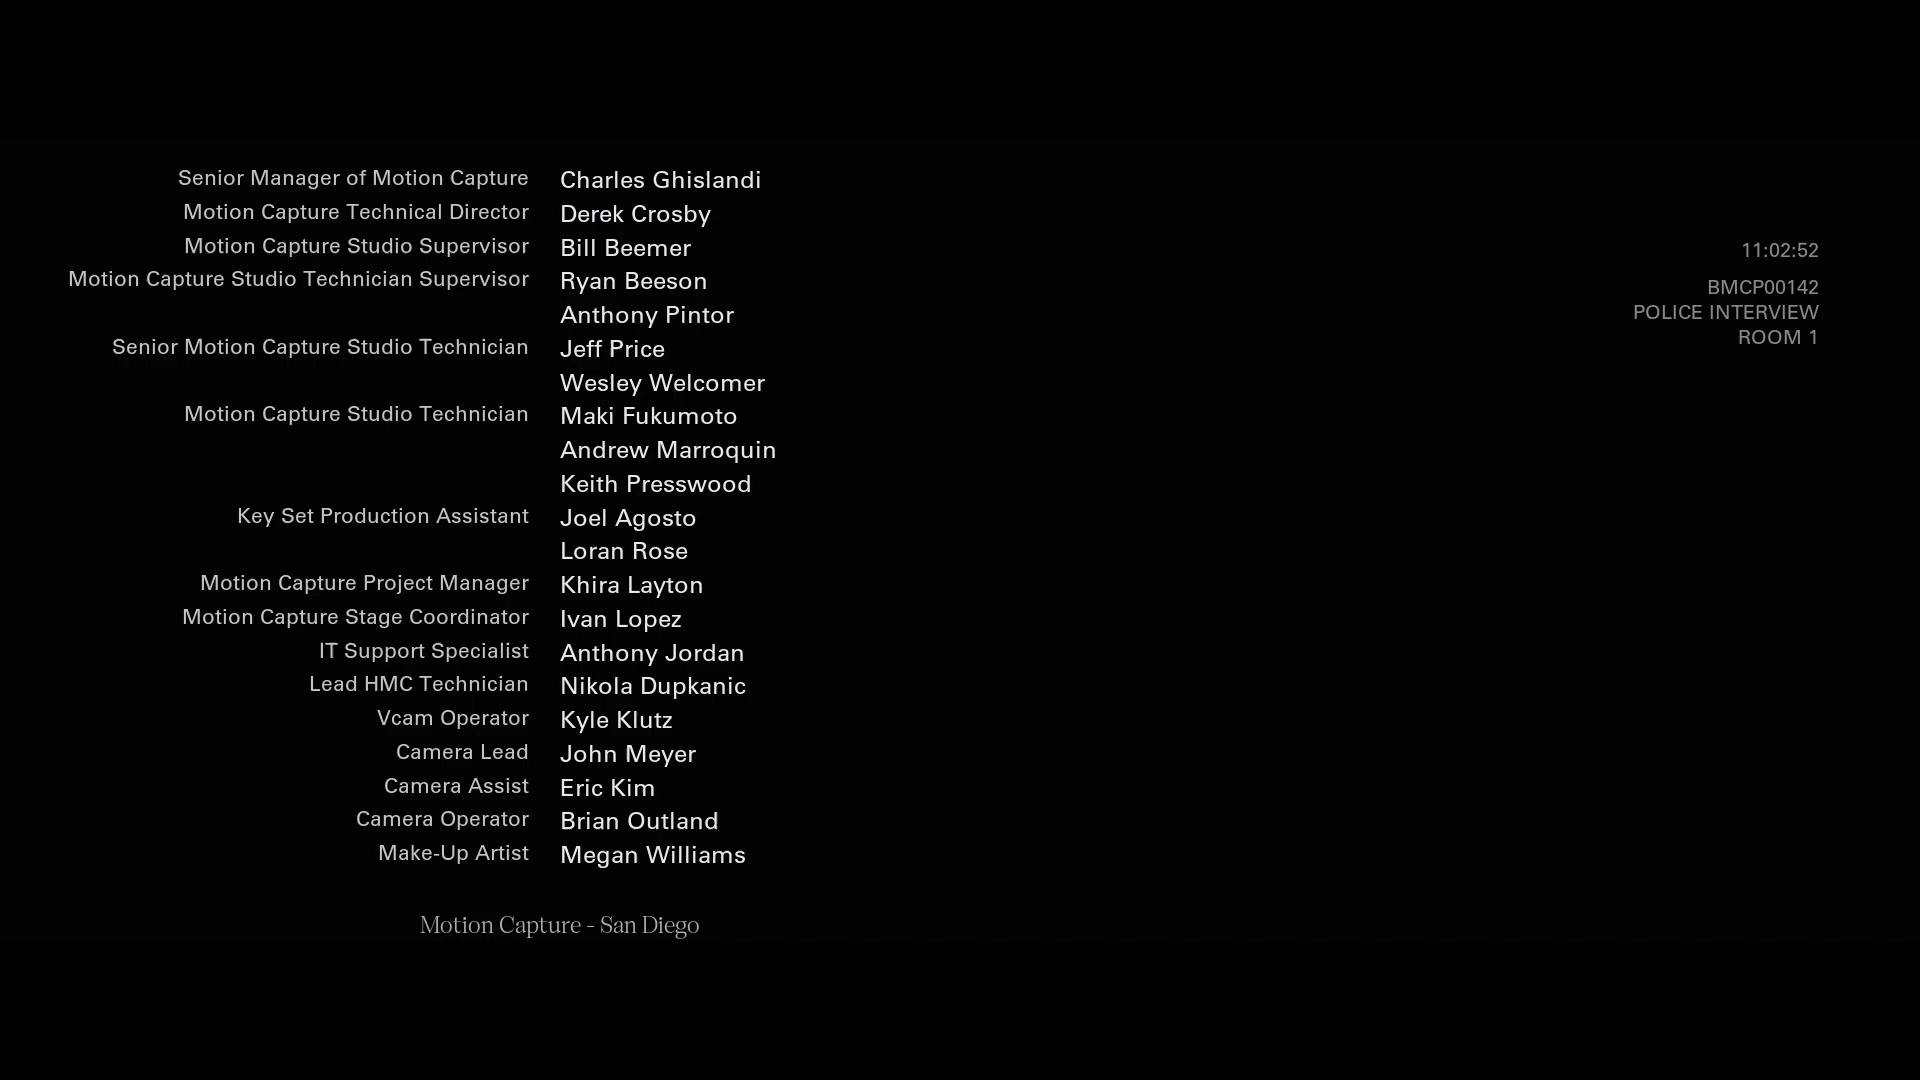 Senior Manager of Motion Capture Charles Ghislandi
Motion Capture Technical Director Derek Crosby
Motion Capture Studio Supervisor Bill Beemer
Motion Capture Studio Technician Supervisor Ryan Beeson
Anthony Pintor
Senior Motion Capture Studio Technician Jeff Price
Wesley Welcomer
Motion Capture Studio Technician Maki Fukumoto
Andrew Marroquin
Keith Presswood
Key Set Production Assistant Joel Agosto
Loran Rose
Motion Capture Project Manager Khira Layton
Motion Capture Stage Coordinator Ivan Lopez
IT Support Specialist Anthony Jordan
Lead HMC Technician Nikola Dupkanic
Vcam Operator Kyle Klutz
Camera Lead John Meyer
Camera Assist Eric Kim
Camera Operator Brian Outland
Make-Up Artist Megan Williams
Motion Capture - San Diego
11:02:52
BMCP00142
POLICE INTERVIEW
ROOM 1